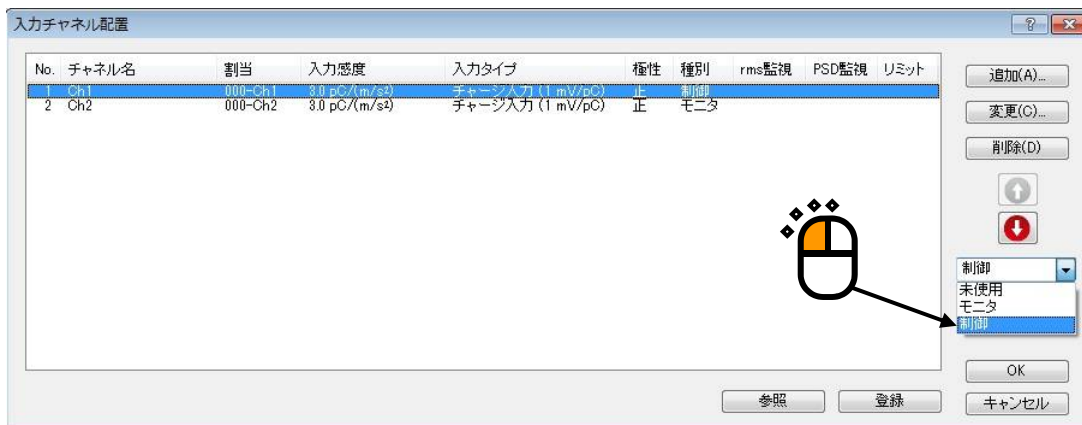 入力チャネル配置
No. チャネル名 割当 入力感度 入力タイプ 極性 種別 rms監視 PSD監視 リミット
1 Ch1 000-Ch1 3.0 pC/(m/s²) チャージ入力 (1 mV/pC) 正 制御
2 Ch2 000-Ch2 3.0 pC/(m/s²) チャージ入力 (1 mV/pC) 正 モニタ
追加(A)...
変更(C)...
削除(D)
制御
未使用
モニタ
制御
OK
参照 登録 キャンセル